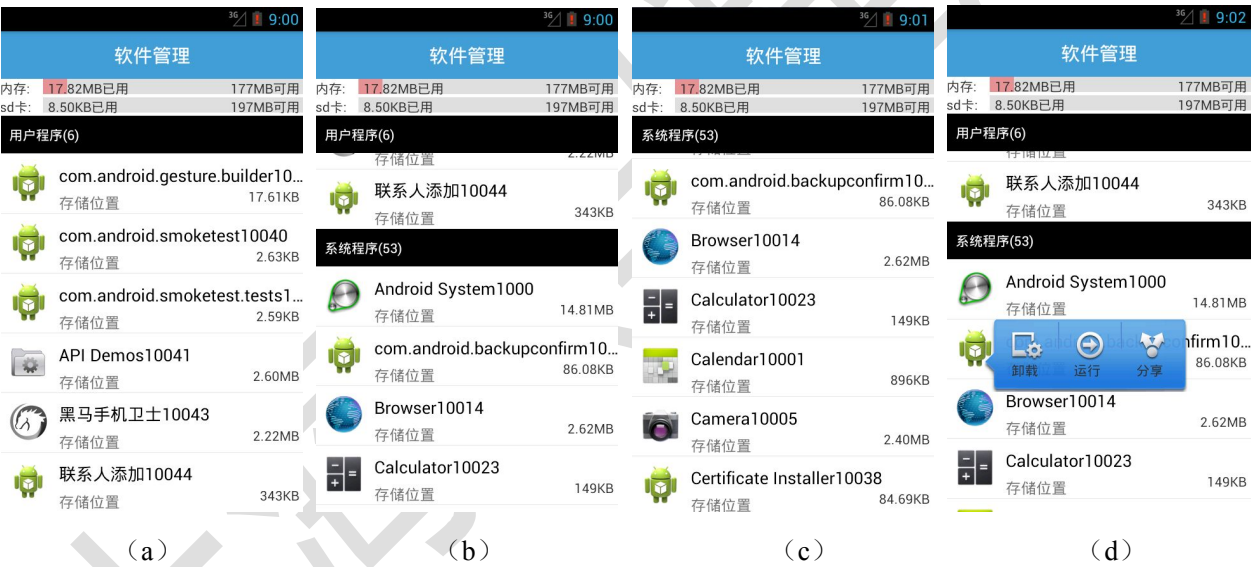 3G 9:00
软件管理
内存: 17.82MB已用 177MB可用
sd卡: 8.50KB已用 197MB可用
用户程序(6)
com.android.gesture.builder10...
存储位置 17.61KB
com.android.smoketest10040
存储位置 2.63KB
com.android.smoketest.tests1...
存储位置 2.59KB
API Demos10041
存储位置 2.60MB
黑马手机卫士10043
存储位置 2.22MB
联系人添加10044
存储位置 343KB
(a)
3G 9:00
软件管理
内存: 17.82MB已用 177MB可用
sd卡: 8.50KB已用 197MB可用
用户程序(6)
存储位置 2.22MB
联系人添加10044
存储位置 343KB
系统程序(53)
Android System1000
存储位置 14.81MB
com.android.backupconfirm10...
存储位置 86.08KB
Browser10014
存储位置 2.62MB
Calculator10023
存储位置 149KB
(b)
3G 9:01
软件管理
内存: 17.82MB已用 177MB可用
sd卡: 8.50KB已用 197MB可用
系统程序(53)
com.android.backupconfirm10...
存储位置 86.08KB
Browser10014
存储位置 2.62MB
Calculator10023
存储位置 149KB
Calendar10001
存储位置 896KB
Camera10005
存储位置 2.40MB
Certificate Installer10038
存储位置 84.69KB
(c)
3G 9:02
软件管理
内存: 17.82MB已用 177MB可用
sd卡: 8.50KB已用 197MB可用
用户程序(6)
联系人添加10044
存储位置 343KB
系统程序(53)
Android System1000
存储位置 14.81MB
nfirm10...
卸载 运行 分享 86.08KB
Browser10014
存储位置 2.62MB
Calculator10023
存储位置 149KB
(d)